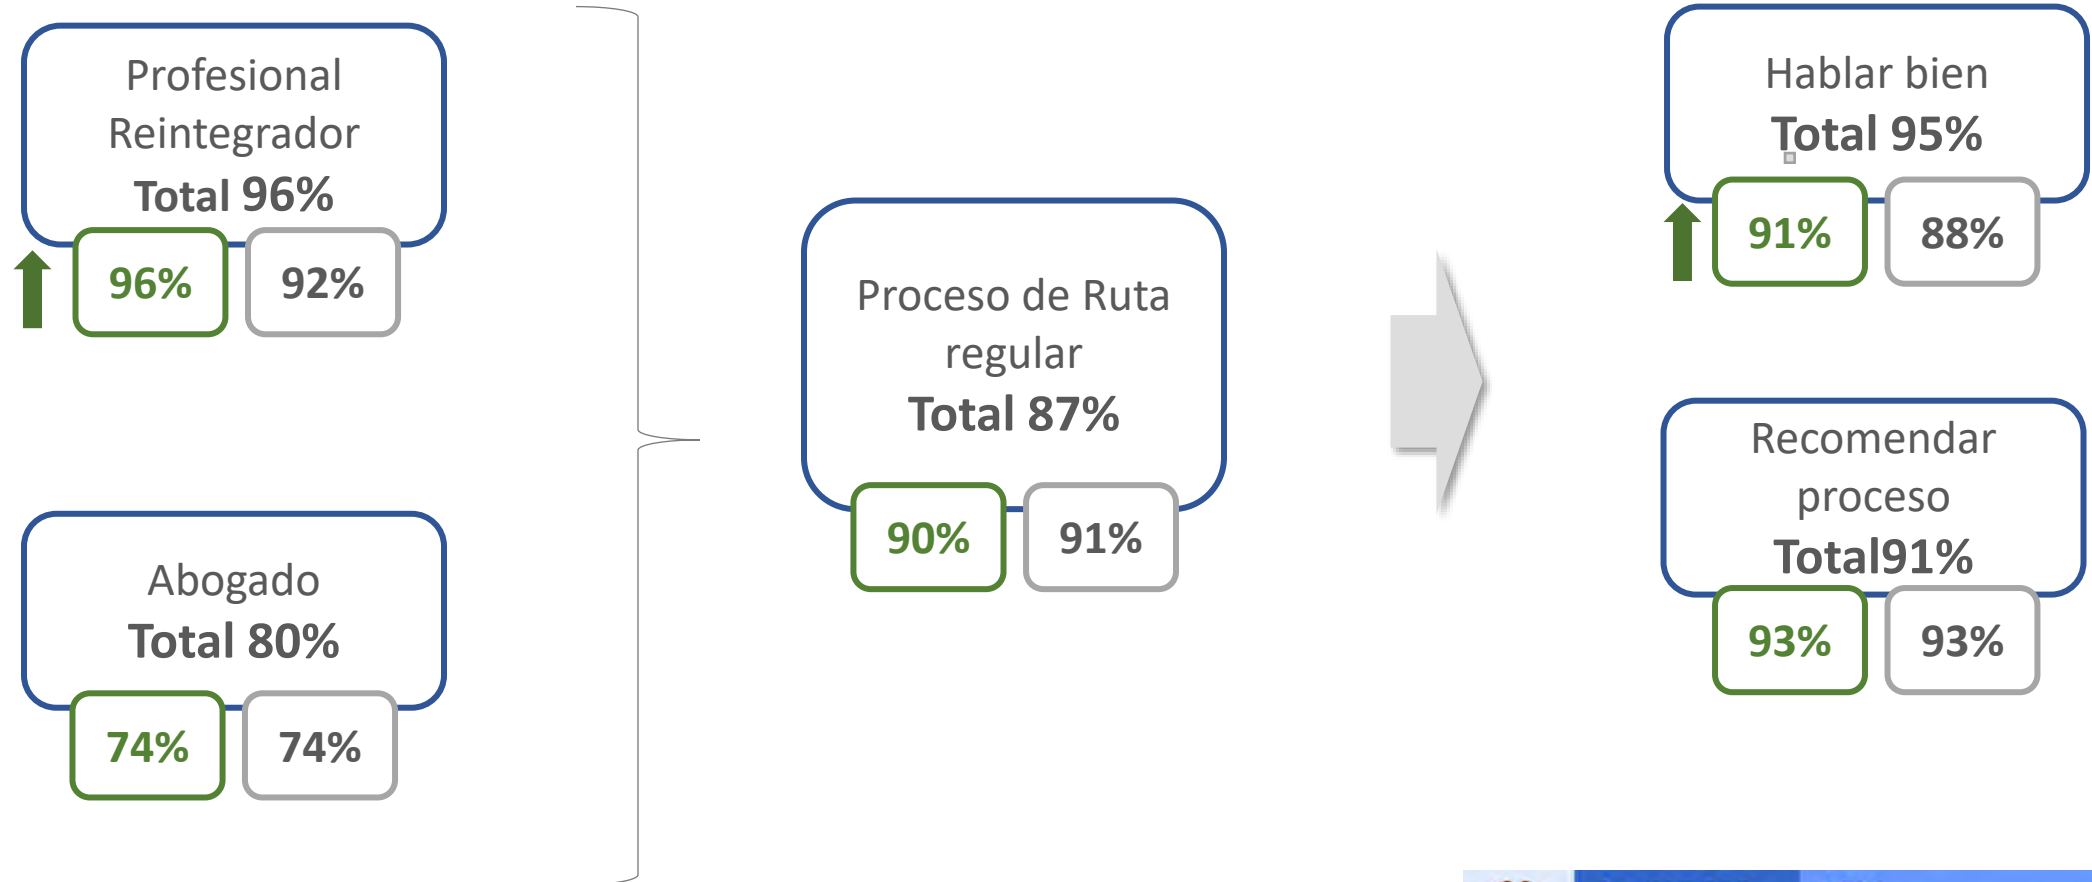 Profesional
Reintegrador
Total 96%
96%
92%
Abogado
Total 80%
74%
74%
Proceso de Ruta
regular
Total 87%
90%
91%
Hablar bien
Total 95%
91%
88%
Recomendar
proceso
Total91%
93%
93%